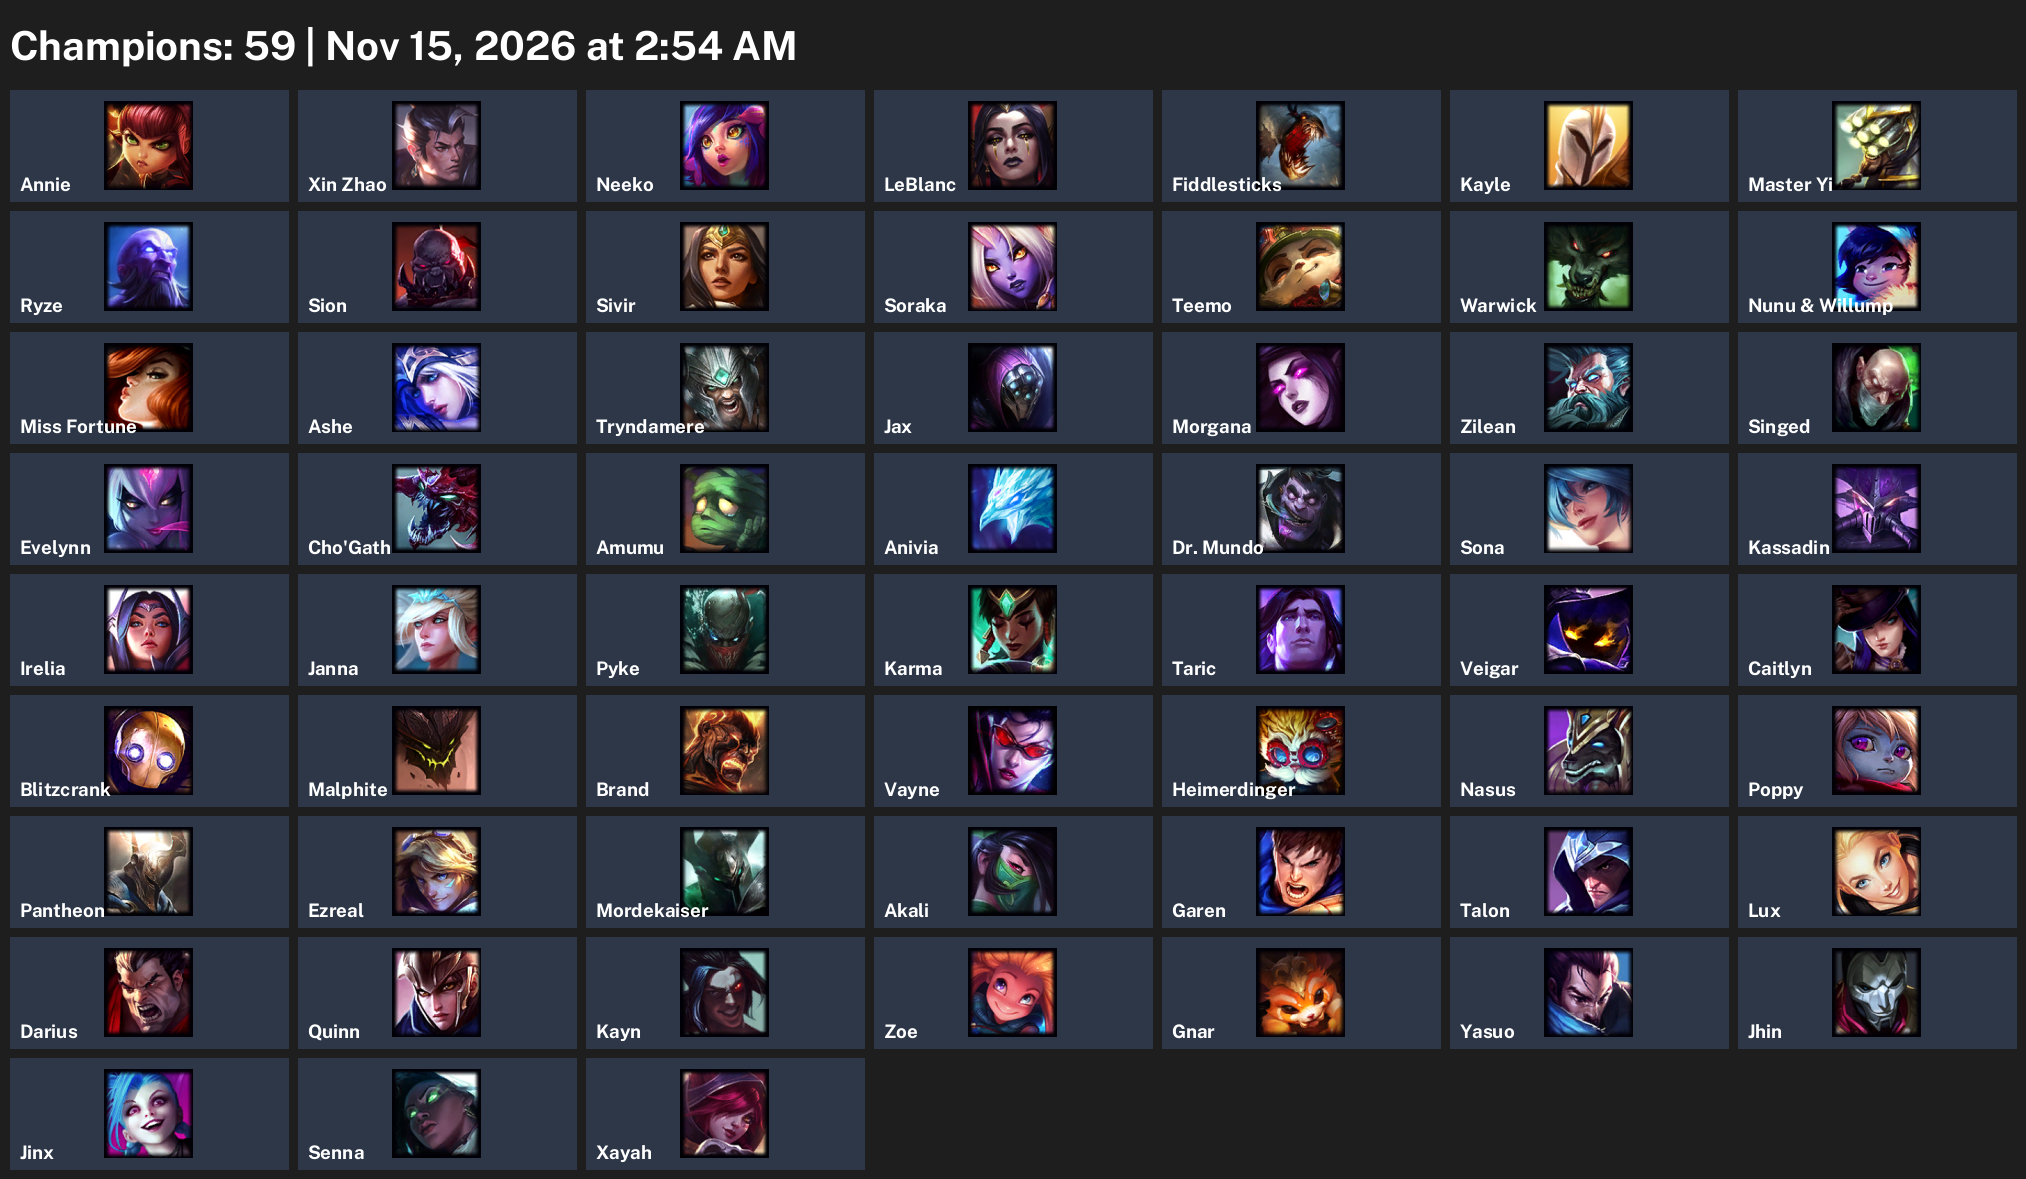 Champions: 59 | Nov 15, 2026 at 2:54 AM
Annie
Xin Zhao
Neeko
LeBlanc
Fiddlesticks
Kayle
Master Yi
Ryze
Sion
Sivir
Soraka
Teemo
Warwick
Nunu & Willump
Miss Fortune
Ashe
Tryndamere
Jax
Morgana
Zilean
Singed
Evelynn
Cho'Gath
Amumu
Anivia
Dr. Mundo
Sona
Kassadin
Irelia
Janna
Pyke
Karma
Taric
Veigar
Caitlyn
Blitzcrank
Malphite
Brand
Vayne
Heimerdinger
Nasus
Poppy
Pantheon
Ezreal
Mordekaiser
Akali
Garen
Talon
Lux
Darius
Quinn
Kayn
Zoe
Gnar
Yasuo
Jhin
Jinx
Senna
Xayah